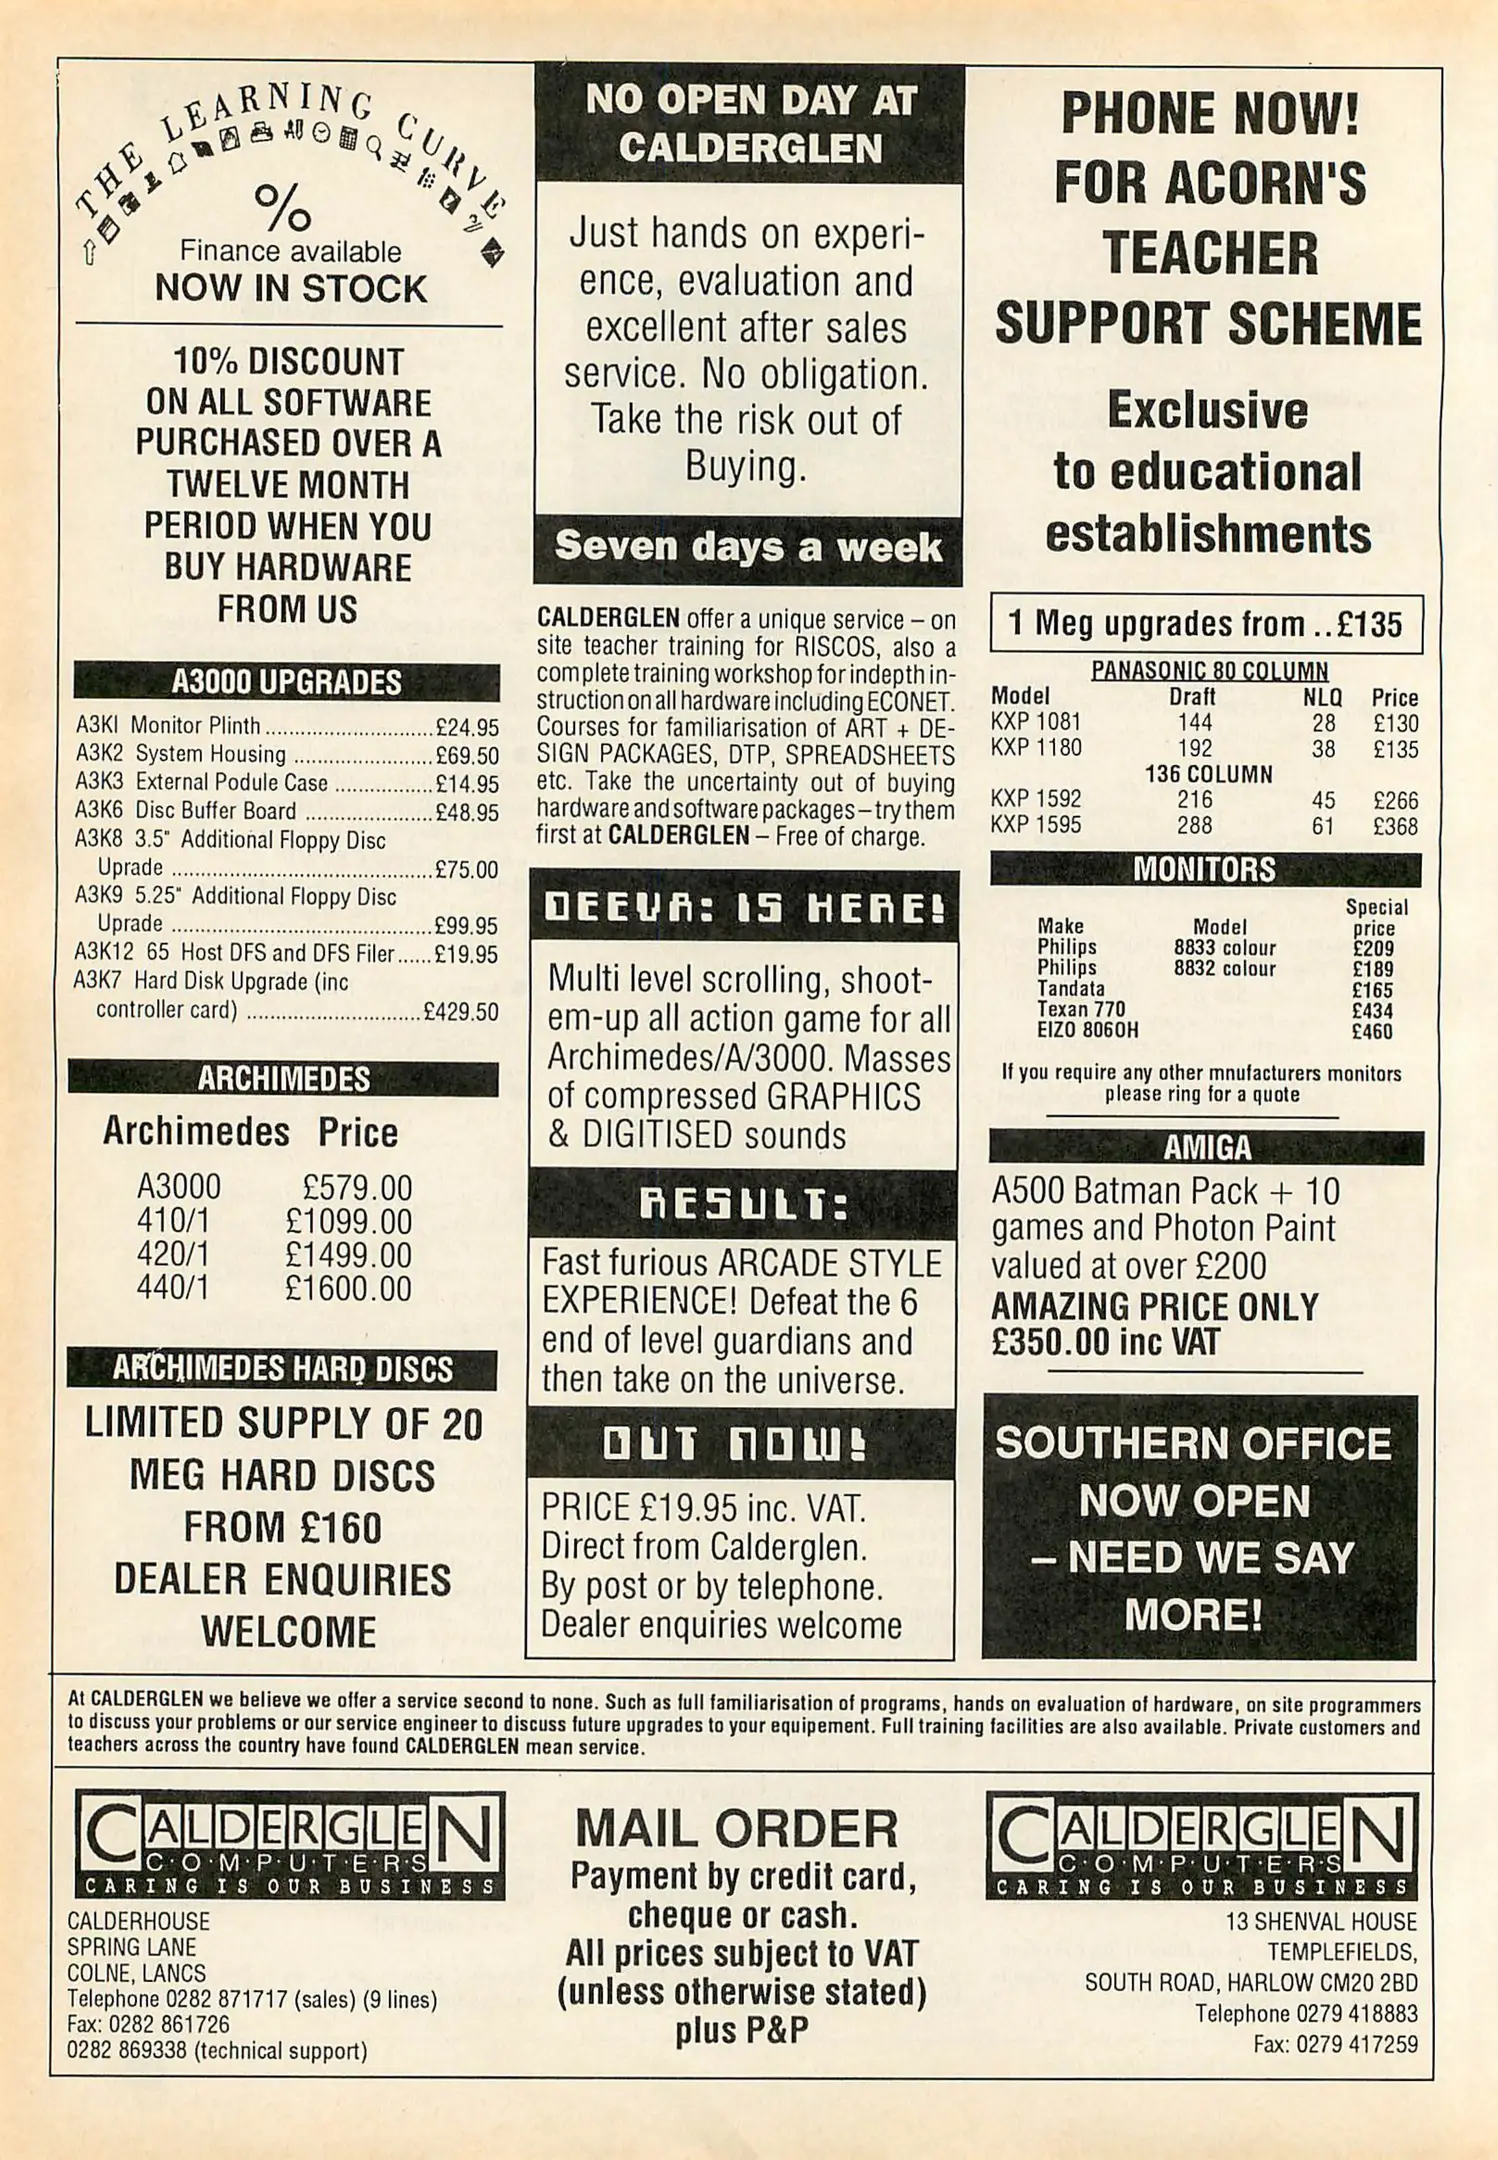 THE LEARNING CURVE
%
Finance available
NOW IN STOCK
10% DISCOUNT
ON ALL SOFTWARE
PURCHASED OVER A
TWELVE MONTH
PERIOD WHEN YOU
BUY HARDWARE
FROM US
A3000 UPGRADES
A3KI Monitor Plinth ............................ £24.95
A3K2 System Housing ....................... £69.50
A3K3 External Podule Case ................ £14.95
A3K6 Disc Buffer Board ..................... £48.95
A3K8 3.5" Additional Floppy Disc
Uprade ........................................... £75.00
A3K9 5.25" Additional Floppy Disc
Uprade ........................................... £99.95
A3K12 65 Host DFS and DFS Filer ...... £19.95
A3K7 Hard Disk Upgrade (inc
controller card) ............................. £429.50
ARCHIMEDES
Archimedes Price
A3000 £579.00
410/1 £1099.00
420/1 £1499.00
440/1 £1600.00
ARCHIMEDES HARD DISCS
LIMITED SUPPLY OF 20
MEG HARD DISCS
FROM £160
DEALER ENQUIRIES
WELCOME
NO OPEN DAY AT
CALDERGLEN
Just hands on experi-
ence, evaluation and
excellent after sales
service. No obligation.
Take the risk out of
Buying.
Seven days a week
CALDERGLEN offer a unique service – on
site teacher training for RISCOS, also a
complete training workshop for indepth in-
struction on all hardware including ECONET.
Courses for familiarisation of ART + DE-
SIGN PACKAGES, DTP, SPREADSHEETS
etc. Take the uncertainty out of buying
hardware and software packages – try them
first at CALDERGLEN – Free of charge.
DEEVA: IS HERE!
Multi level scrolling, shoot-
em-up all action game for all
Archimedes/A/3000. Masses
of compressed GRAPHICS
& DIGITISED sounds
RESULT:
Fast furious ARCADE STYLE
EXPERIENCE! Defeat the 6
end of level guardians and
then take on the universe.
OUT NOW!
PRICE £19.95 inc. VAT.
Direct from Calderglen.
By post or by telephone.
Dealer enquiries welcome
PHONE NOW!
FOR ACORN'S
TEACHER
SUPPORT SCHEME
Exclusive
to educational
establishments
1 Meg upgrades from ..£135
PANASONIC 80 COLUMN
Model Draft NLQ Price
KXP 1081 144 28 £130
KXP 1180 192 38 £135
136 COLUMN
KXP 1592 216 45 £266
KXP 1595 288 61 £368
MONITORS
Special
Make Model price
Philips 8833 colour £209
Philips 8832 colour £189
Tandata £165
Texan 770 £434
EIZO 8060H £460
If you require any other mnufacturers monitors
please ring for a quote
AMIGA
A500 Batman Pack + 10
games and Photon Paint
valued at over £200
AMAZING PRICE ONLY
£350.00 inc VAT
SOUTHERN OFFICE
NOW OPEN
– NEED WE SAY
MORE!
At CALDERGLEN we believe we offer a service second to none. Such as full familiarisation of programs, hands on evaluation of hardware, on site programmers
to discuss your problems or our service engineer to discuss future upgrades to your equipement. Full training facilities are also available. Private customers and
teachers across the country have found CALDERGLEN mean service.
CALDERGLEN
C·O·M·P·U·T·E·R·S
CARING IS OUR BUSINESS
CALDERHOUSE
SPRING LANE
COLNE, LANCS
Telephone 0282 871717 (sales) (9 lines)
Fax: 0282 861726
0282 869338 (technical support)
MAIL ORDER
Payment by credit card,
cheque or cash.
All prices subject to VAT
(unless otherwise stated)
plus P&P
CALDERGLEN
C·O·M·P·U·T·E·R·S
CARING IS OUR BUSINESS
13 SHENVAL HOUSE
TEMPLEFIELDS,
SOUTH ROAD, HARLOW CM20 2BD
Telephone 0279 418883
Fax: 0279 417259